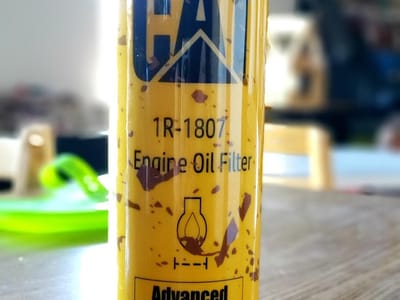 CAT
1R-1807
Engine Oil Filter
Advanced